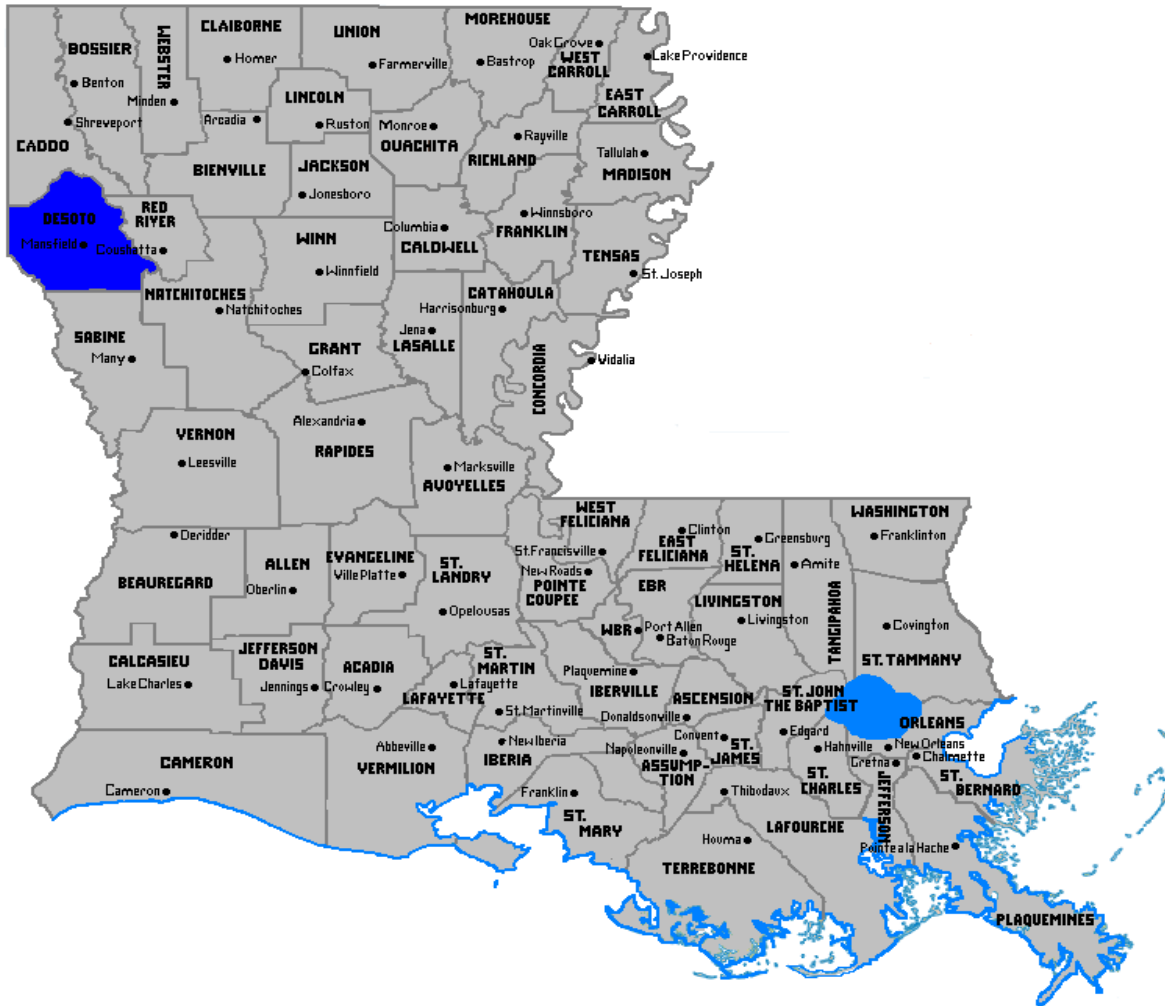 CLAIBORNE
Homer
UNION
Farmerville
MOREHOUSE
Bastrop
Oak Grove
WEST
CARROLL
Lake Providence
EAST
CARROLL
BOSSIER
Benton
WEBSTER
Minden
Shreveport
CADDO
Arcadia
LINCOLN
Ruston
Monroe
OUACHITA
Rayville
RICHLAND
Tallulah
MADISON
BIENVILLE
JACKSON
Jonesboro
DESOTO
Mansfield
RED
RIVER
Coushatta
WINN
Winnfield
Columbia
CALDWELL
Winnsboro
FRANKLIN
TENSAS
St. Joseph
NATCHITOCHES
Natchitoches
CATAHOULA
Harrisonburg
Jena
LASALLE
SABINE
Many
GRANT
Colfax
CONCORDIA
Vidalia
VERNON
Leesville
Alexandria
RAPIDES
Marksville
AVOYELLES
Deridder
BEAUREGARD
ALLEN
Oberlin
EVANGELINE
Ville Platte
ST.
LANDRY
Opelousas
WEST
FELICIANA
St. Francisville
New Roads
POINTE
COUPEE
Clinton
EAST
FELICIANA
Greensburg
ST.
HELENA
Amite
TANGIPAHOA
WASHINGTON
Franklinton
EBR
LIVINGSTON
Livingston
WBR
Port Allen
Baton Rouge
Covington
ST. TAMMANY
CALCASIEU
Lake Charles
JEFFERSON
DAVIS
Jennings
ACADIA
Crowley
LAFAYETTE
Lafayette
ST.
MARTIN
St. Martinville
Plaquemine
IBERVILLE
ASCENSION
Donaldsonville
ST. JOHN
THE BAPTIST
Edgard
ORLEANS
New Orleans
Chalmette
Gretna
CAMERON
Cameron
Abbeville
VERMILION
New Iberia
IBERIA
Napoleonville
ASSUMP-
TION
Convent
ST.
JAMES
Hahnville
ST.
CHARLES
JEFFERSON
ST.
BERNARD
Franklin
ST.
MARY
Thibodaux
LAFOURCHE
Houma
TERREBONNE
Pointe a la Hache
PLAQUEMINES